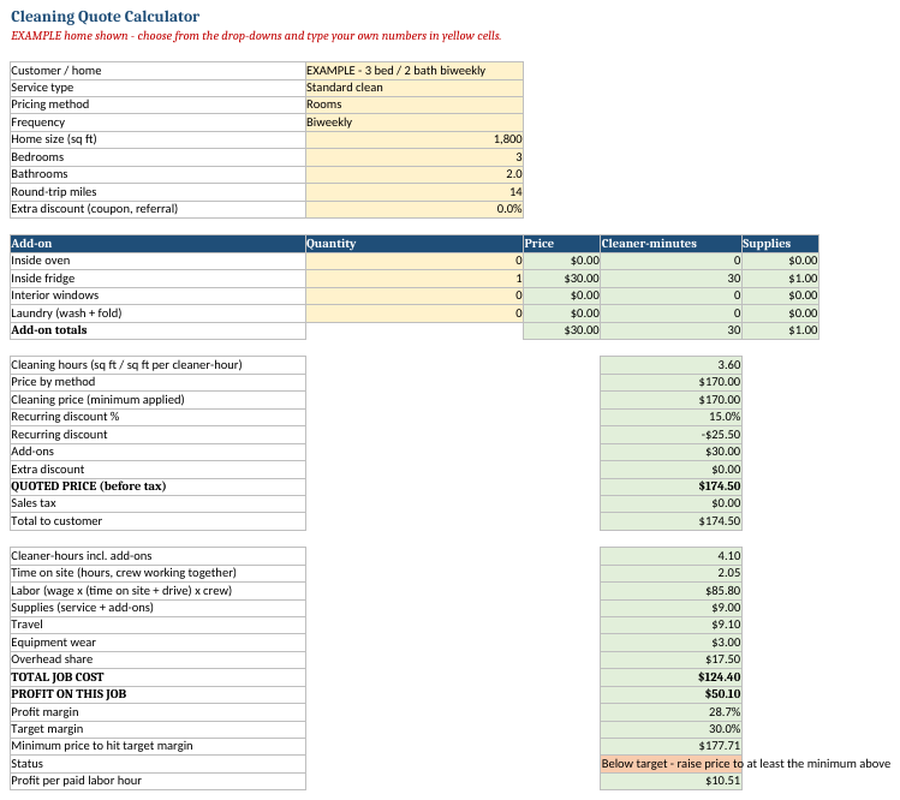 Cleaning Quote Calculator
EXAMPLE home shown - choose from the drop-downs and type your own numbers in yellow cells.
Customer / home EXAMPLE - 3 bed / 2 bath biweekly
Service type Standard clean
Pricing method Rooms
Frequency Biweekly
Home size (sq ft) 1,800
Bedrooms 3
Bathrooms 2.0
Round-trip miles 14
Extra discount (coupon, referral) 0.0%
Add-on Quantity Price Cleaner-minutes Supplies
Inside oven 0 $0.00 0 $0.00
Inside fridge 1 $30.00 30 $1.00
Interior windows 0 $0.00 0 $0.00
Laundry (wash + fold) 0 $0.00 0 $0.00
Add-on totals $30.00 30 $1.00
Cleaning hours (sq ft / sq ft per cleaner-hour) 3.60
Price by method $170.00
Cleaning price (minimum applied) $170.00
Recurring discount % 15.0%
Recurring discount -$25.50
Add-ons $30.00
Extra discount $0.00
QUOTED PRICE (before tax) $174.50
Sales tax $0.00
Total to customer $174.50
Cleaner-hours incl. add-ons 4.10
Time on site (hours, crew working together) 2.05
Labor (wage x (time on site + drive) x crew) $85.80
Supplies (service + add-ons) $9.00
Travel $9.10
Equipment wear $3.00
Overhead share $17.50
TOTAL JOB COST $124.40
PROFIT ON THIS JOB $50.10
Profit margin 28.7%
Target margin 30.0%
Minimum price to hit target margin $177.71
Status Below target - raise price to at least the minimum above
Profit per paid labor hour $10.51